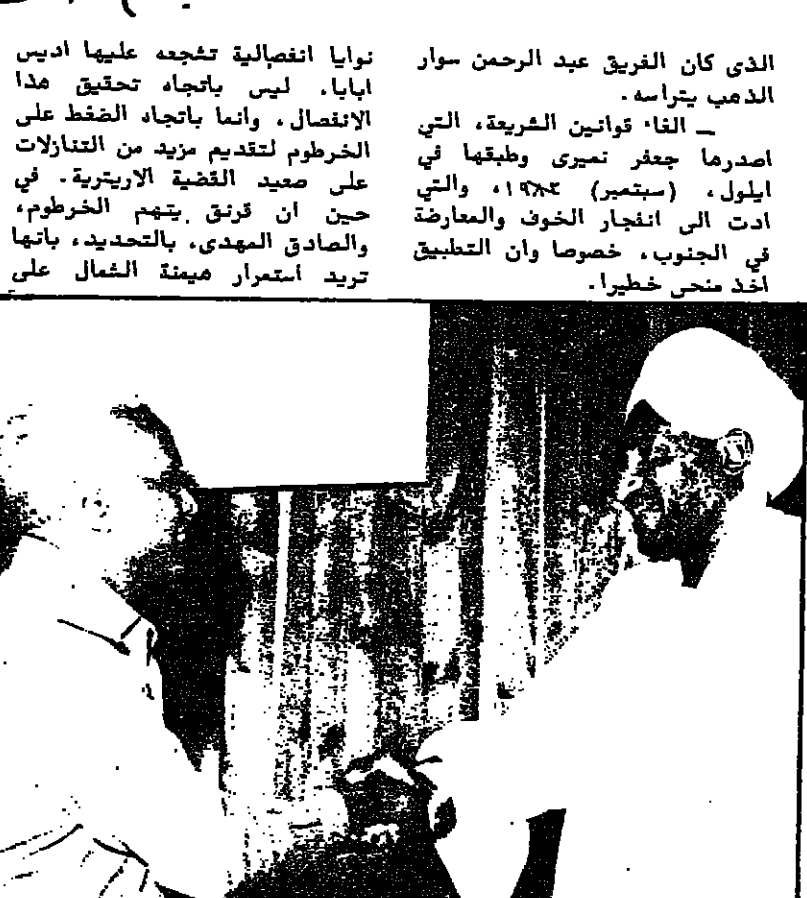 الذى كان الفريق عبد الرحمن سوار
الذهب يتراسه.
ــ الغاء قوانين الشريعة، التي
اصدرها جعفر نميرى وطبقها في
ايلول، (سبتمبر) ١٩٨٣، والتي
ادت الى انفجار الخوف والمعارضة
في الجنوب، خصوصا وان التطبيق
اخذ منحى خطيرا.
نوايا انفصالية تشجعه عليها اديس
ابابا. ليس باتجاه تحقيق هذا
الانفصال، وانما باتجاه الضغط على
الخرطوم لتقديم مزيد من التنازلات
على صعيد القضية الاريترية. في
حين ان قرنق يتهم الخرطوم،
والصادق المهدى، بالتحديد، بانها
تريد استمرار هيمنة الشمال على